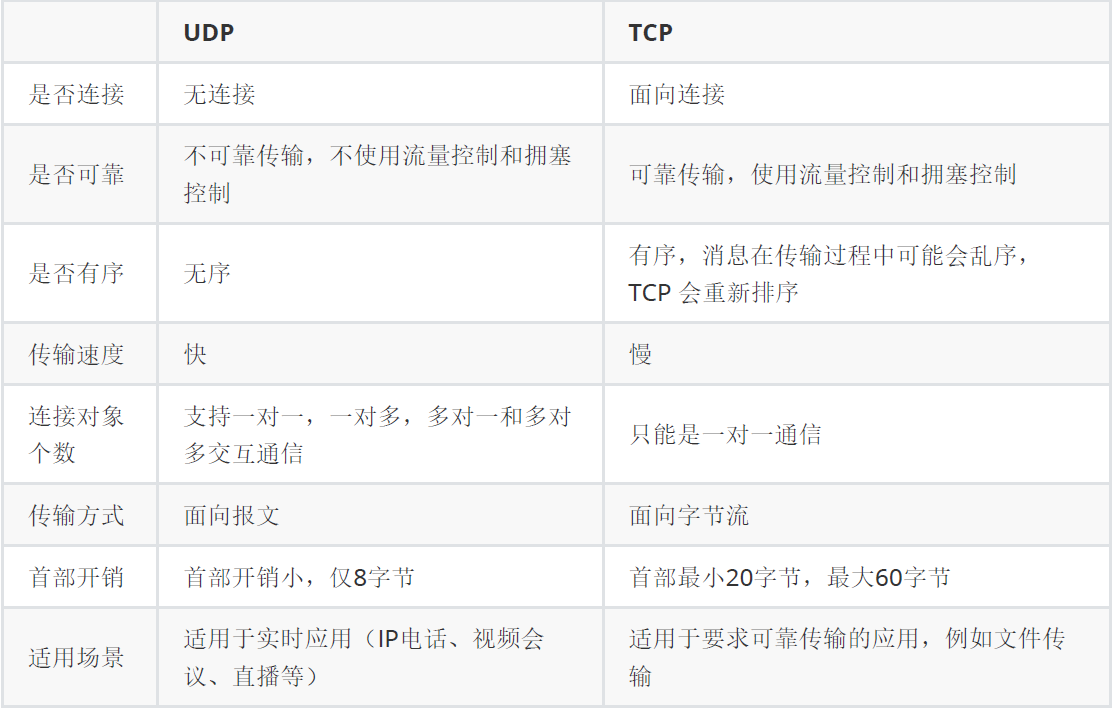 UDP TCP
是否连接 无连接 面向连接
是否可靠 不可靠传输，不使用流量控制和拥塞
控制 可靠传输，使用流量控制和拥塞控制
是否有序 无序 有序，消息在传输过程中可能会乱序，
TCP 会重新排序
传输速度 快 慢
连接对象
个数 支持一对一，一对多，多对一和多对
多交互通信 只能是一对一通信
传输方式 面向报文 面向字节流
首部开销 首部开销小，仅8字节 首部最小20字节，最大60字节
适用场景 适用于实时应用（IP电话、视频会
议、直播等） 适用于要求可靠传输的应用，例如文件传
输